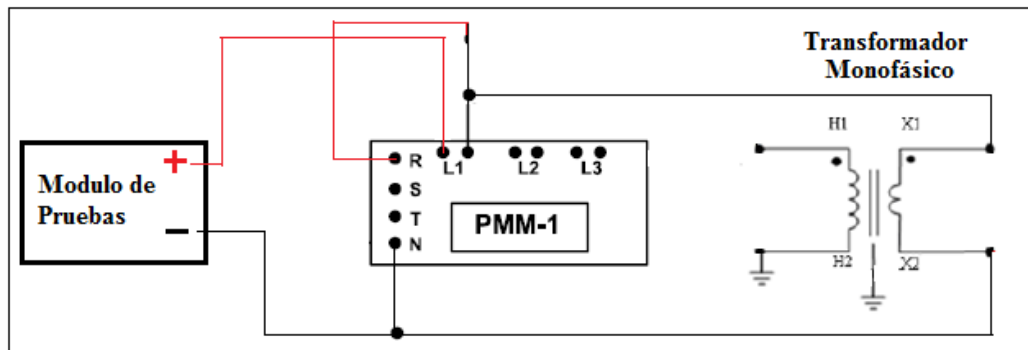 Transformador
Monofásico
H1
X1
+
R
L1
L2
L3
Modulo de
Pruebas
S
T
PMM-1
−
N
H2
X2